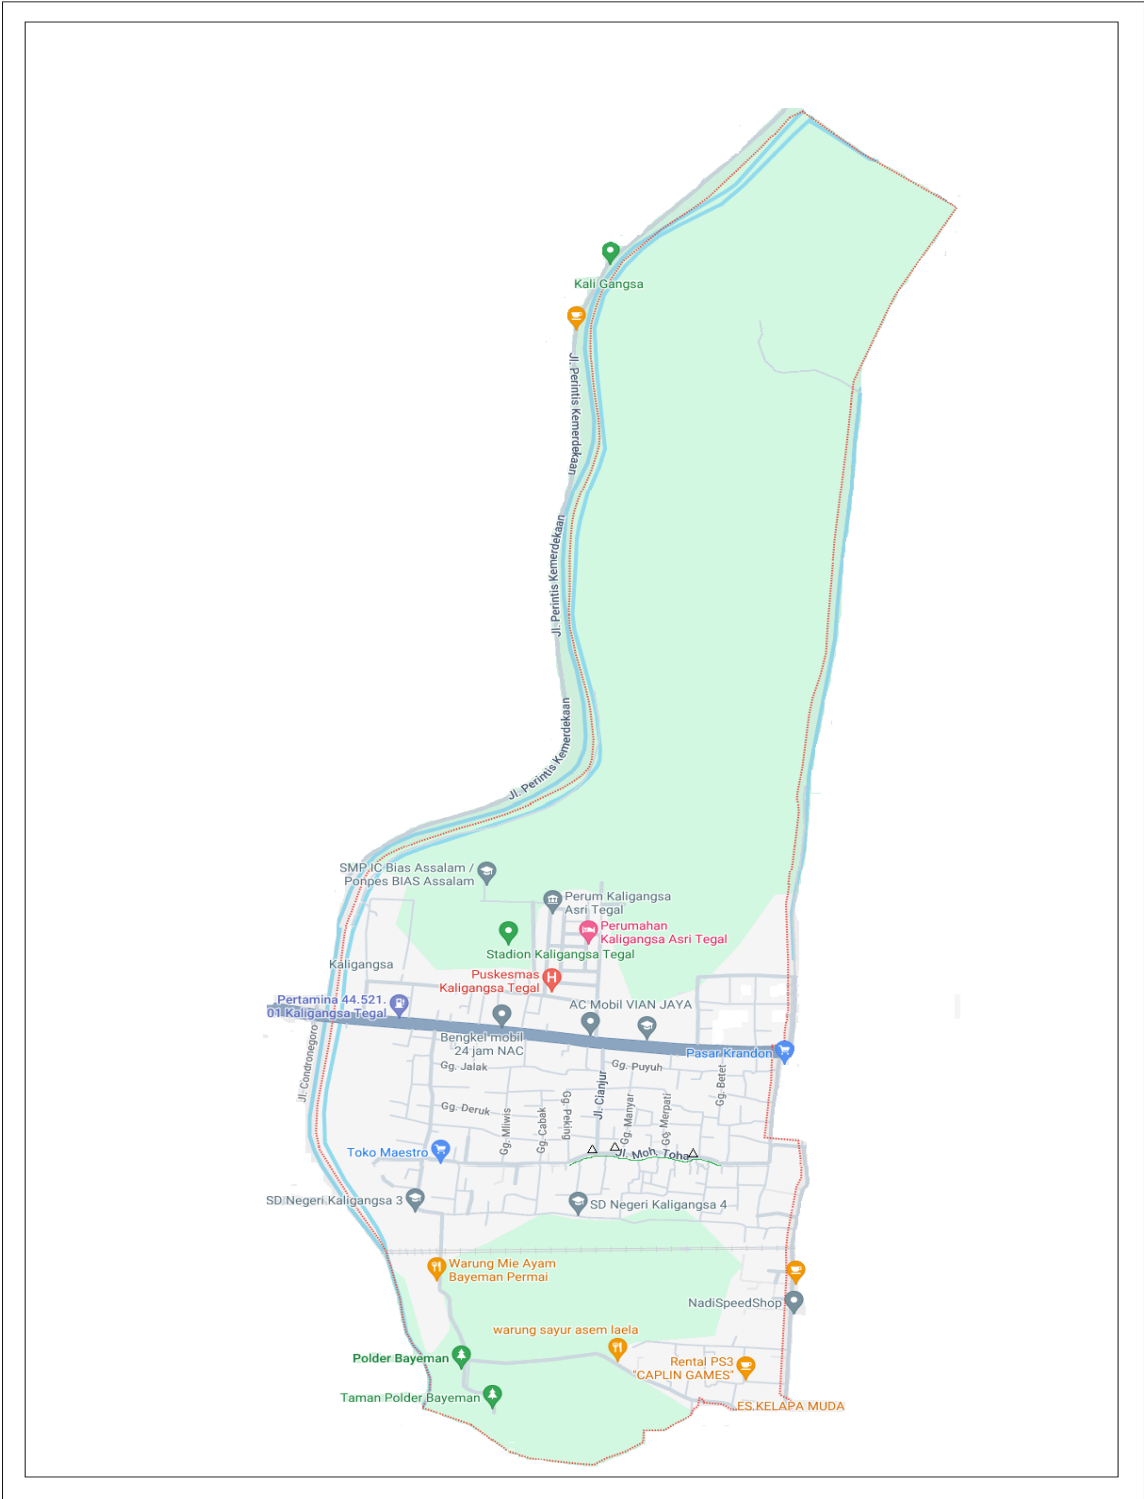 Kali Gangsa
Jl. Perintis Kemerdekaan
Jl. Perintis Kemerdekaan
Jl. Perintis Kemerdekaan
SMP IC Bias Assalam /
Ponpes BIAS Assalam
Perum Kaligangsa
Asri Tegal
Perumahan
Kaligangsa Asri Tegal
Stadion Kaligangsa Tegal
Kaligangsa
Puskesmas
Kaligangsa Tegal
Pertamina 44.521.
01 Kaligangsa Tegal
AC Mobil VIAN JAYA
Bengkel mobil
24 jam NAC
Pasar Krandon
Jl. Condronegoro
Gg. Jalak
Gg. Puyuh
Gg. Betet
Jl. Cianjur
Gg. Deruk
Gg. Mliwis
Gg. Cabak
Gg. Peking
Gg. Manyar
Gg. Merpati
Toko Maestro
Jl. Moh. Toha
SD Negeri Kaligangsa 3
SD Negeri Kaligangsa 4
Warung Mie Ayam
Bayeman Permai
NadiSpeedShop
warung sayur asem laela
Polder Bayeman
Rental PS3
"CAPLIN GAMES"
Taman Polder Bayeman
ES.KELAPA MUDA